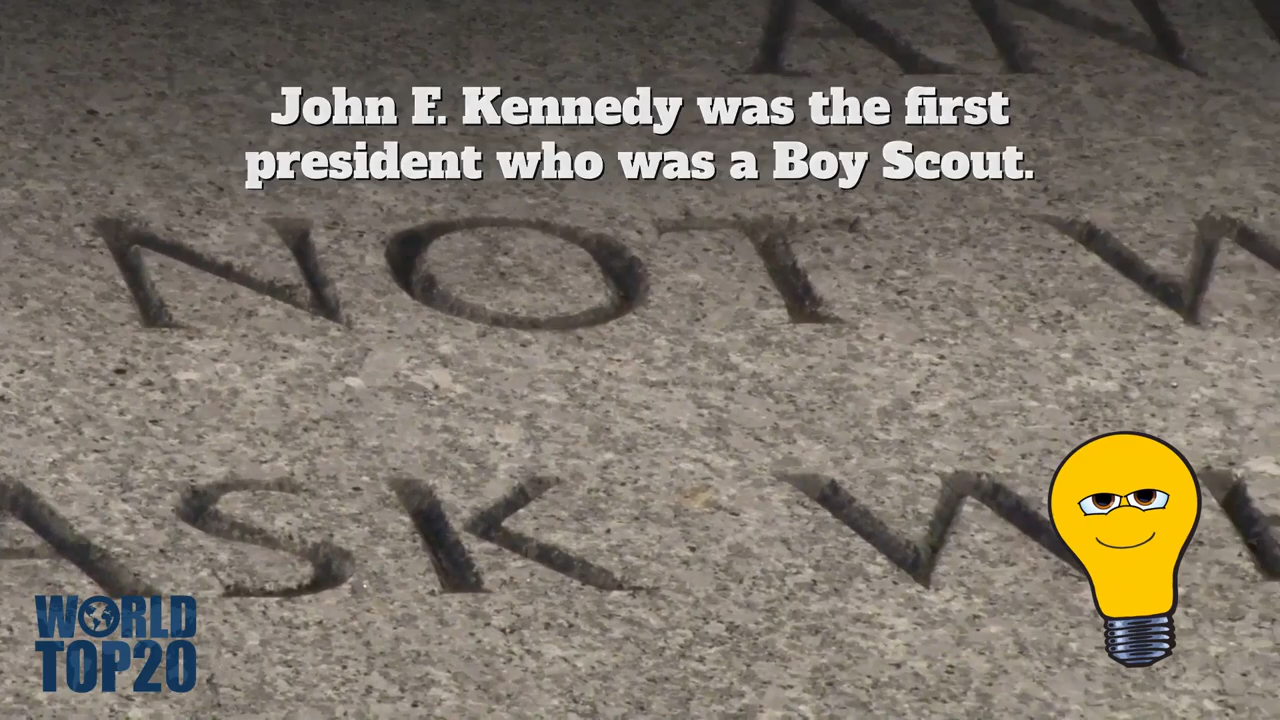 John F. Kennedy was the first
president who was a Boy Scout.
NOT W
ASK W
WORLD
TOP20